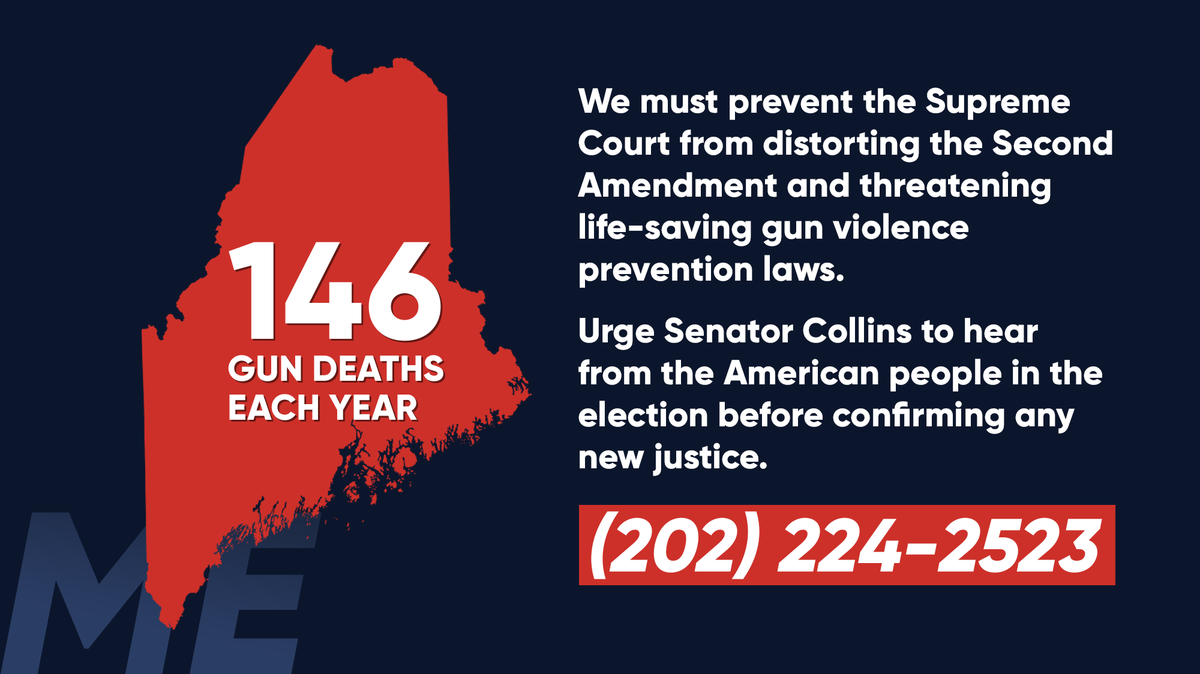 146
GUN DEATHS
EACH YEAR
We must prevent the Supreme
Court from distorting the Second
Amendment and threatening
life-saving gun violence
prevention laws.
Urge Senator Collins to hear
from the American people in the
election before confirming any
new justice.
(202) 224-2523
ME